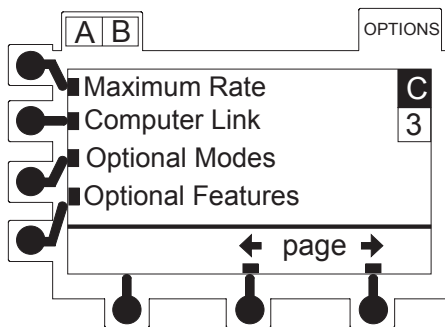 A B
OPTIONS
Maximum Rate
C
Computer Link
3
Optional Modes
Optional Features
page